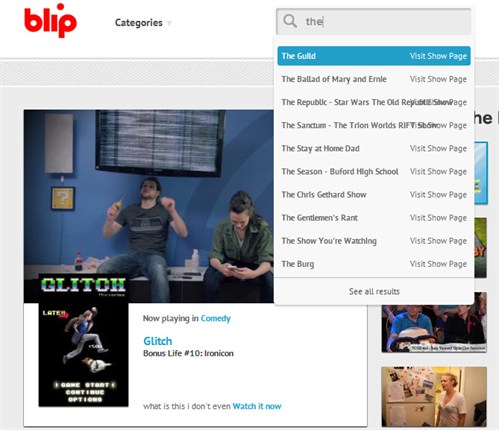 blip
Categories
the
The Guild Visit Show Page
The Ballad of Mary and Ernie Visit Show Page
The Republic - Star Wars The Old Republic Show Visit Show Page
The Sanctum - The Trion Worlds RIFT Show Visit Show Page
The Stay at Home Dad Visit Show Page
The Season - Buford High School Visit Show Page
The Chris Gethard Show Visit Show Page
The Gentlemen's Rant Visit Show Page
The Show You're Watching Visit Show Page
The Burg Visit Show Page
See all results
he
GLITCH
GAME START
CONTINUE
OPTIONS
Now playing in Comedy
Glitch
Bonus Life #10: Ironicon
what is this i don't even Watch it now